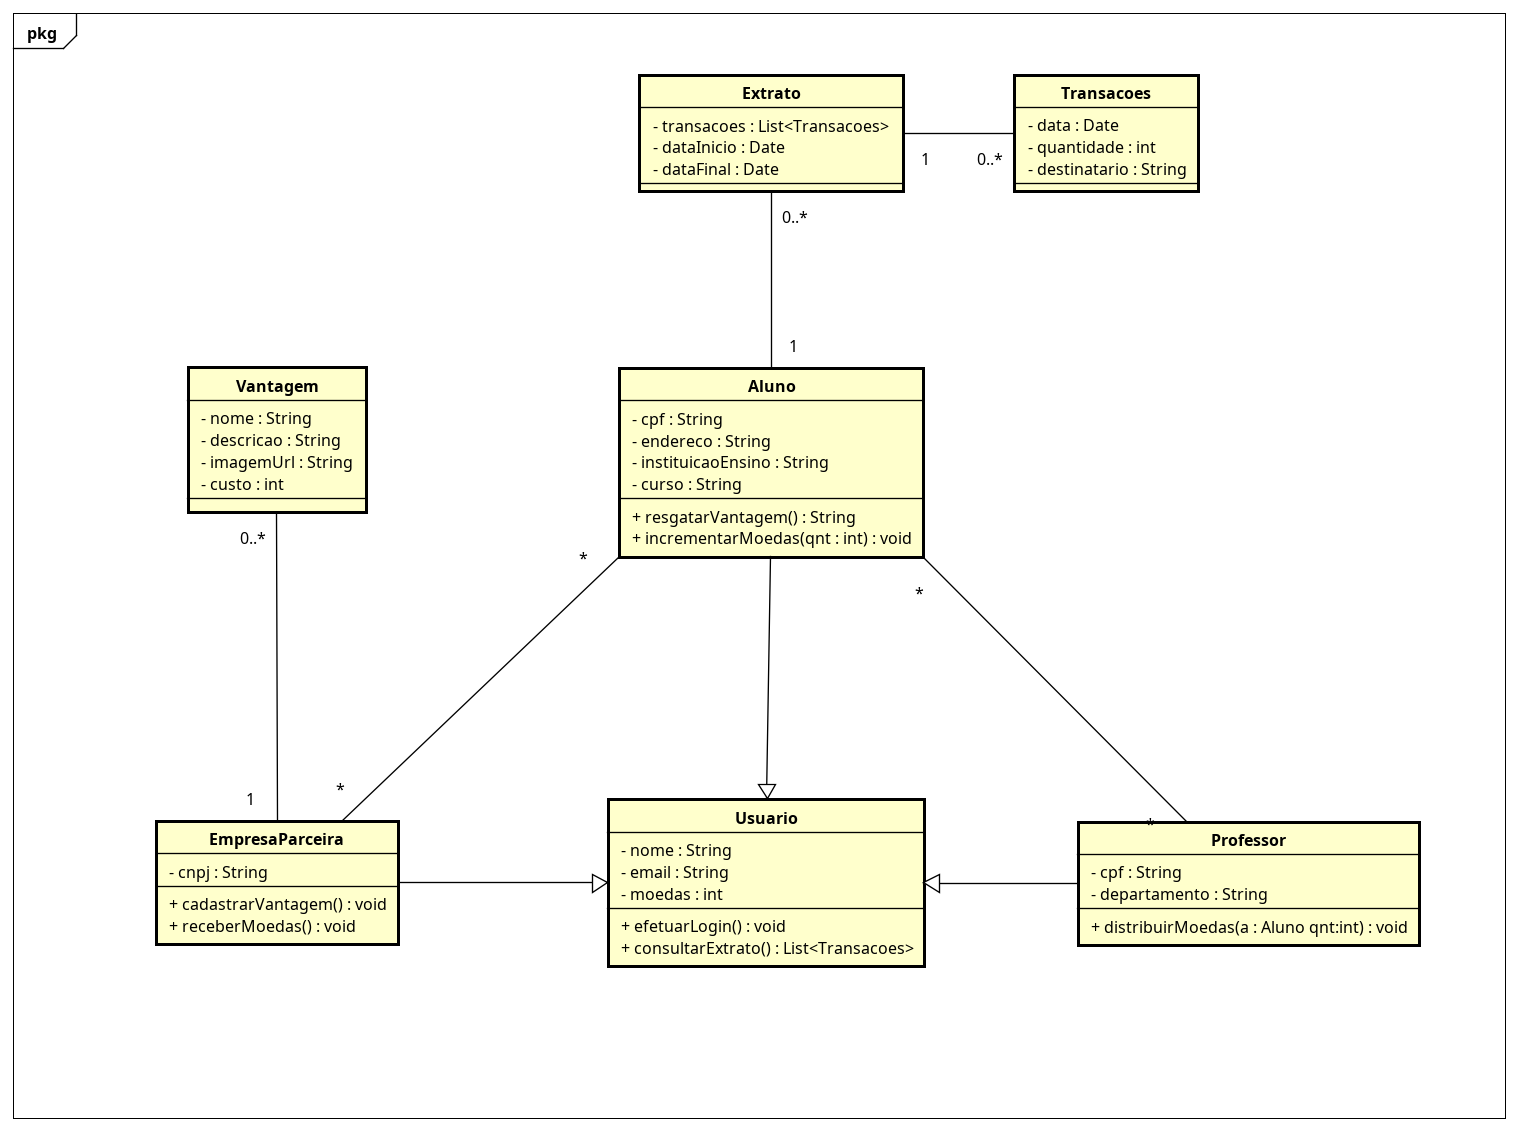 pkg
Extrato
- transacoes : List<Transacoes>
- dataInicio : Date
- dataFinal : Date
Transacoes
- data : Date
- quantidade : int
- destinatario : String
1
0..*
0..*
1
Vantagem
- nome : String
- descricao : String
- imagemUrl : String
- custo : int
Aluno
- cpf : String
- endereco : String
- instituicaoEnsino : String
- curso : String
+ resgatarVantagem() : String
+ incrementarMoedas(qnt : int) : void
0..*
*
*
1
*
*
EmpresaParceira
- cnpj : String
+ cadastrarVantagem() : void
+ receberMoedas() : void
Usuario
- nome : String
- email : String
- moedas : int
+ efetuarLogin() : void
+ consultarExtrato() : List<Transacoes>
Professor
- cpf : String
- departamento : String
+ distribuirMoedas(a : Aluno qnt:int) : void